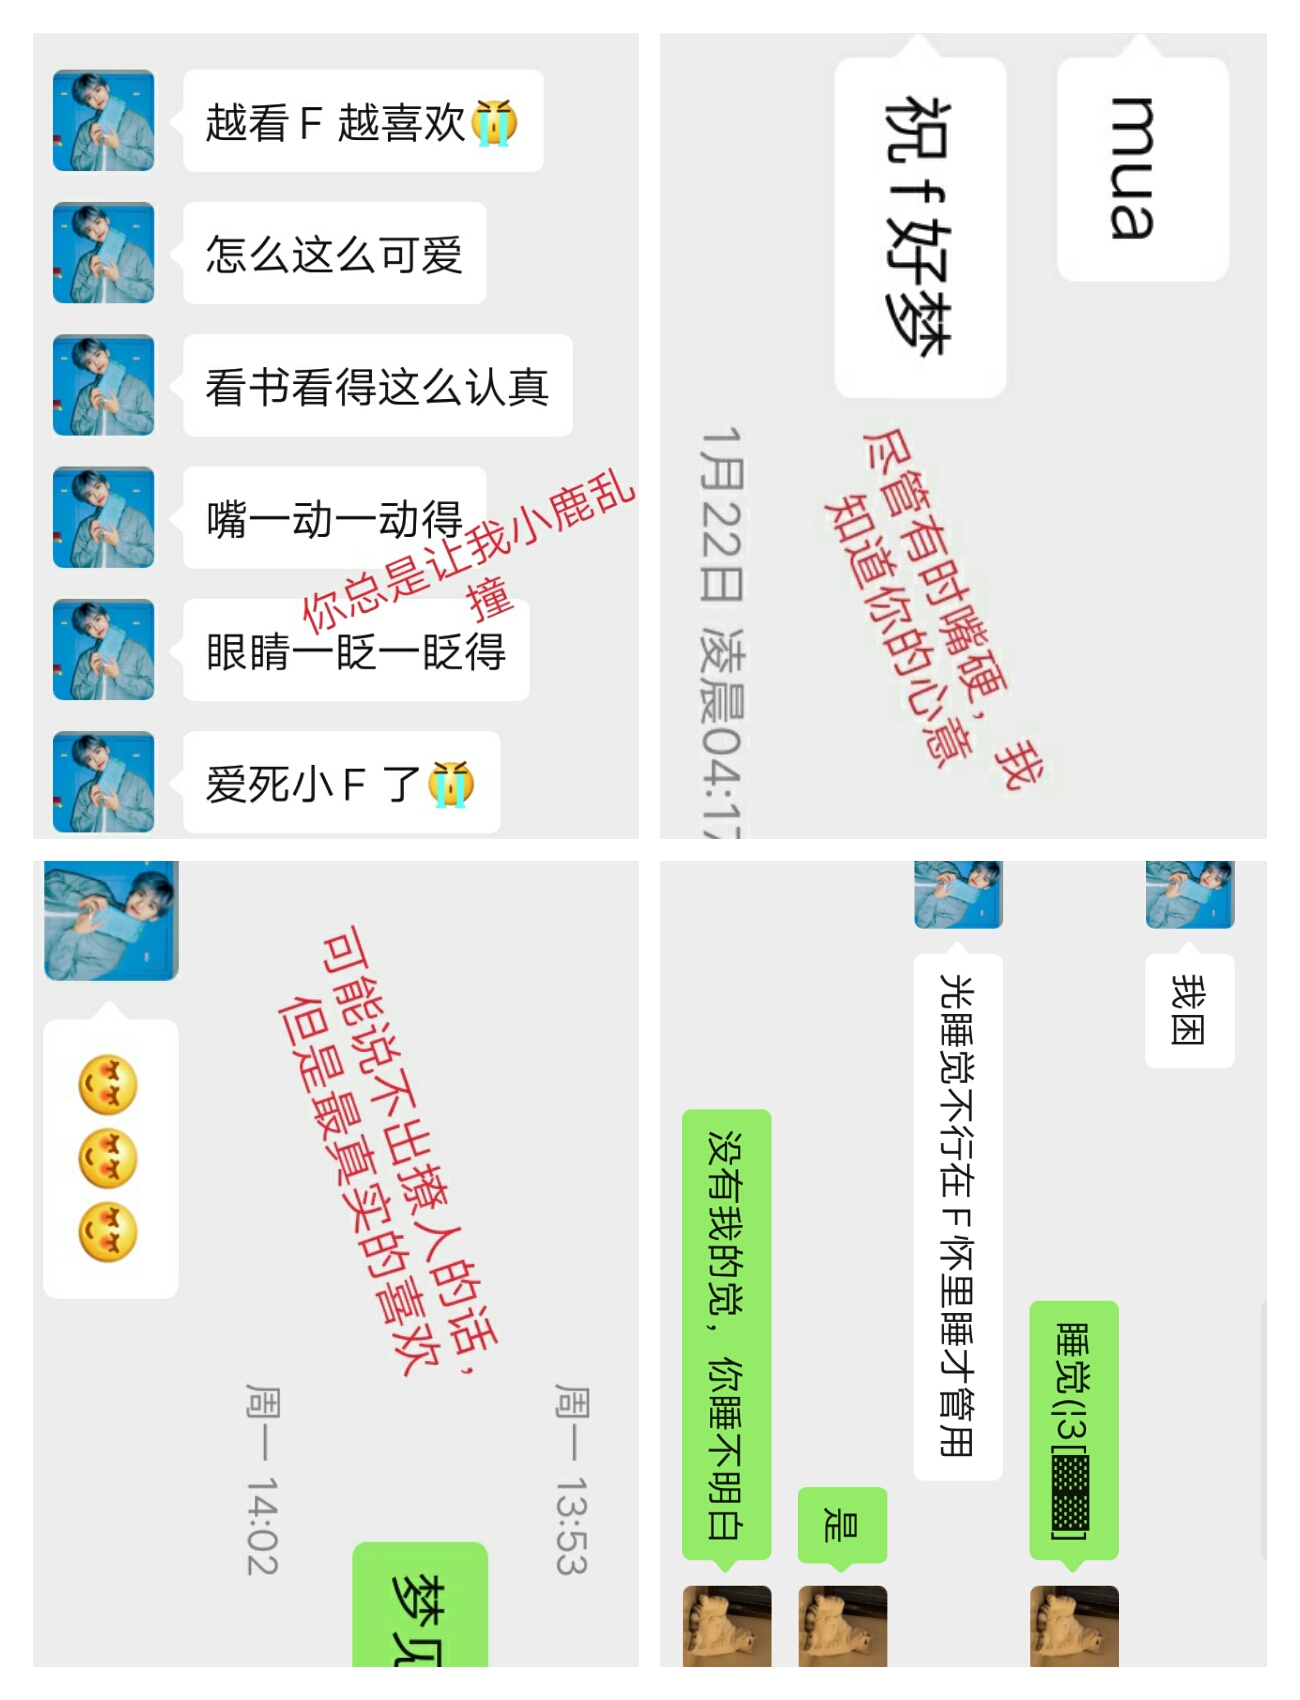 越看F 越喜欢😭
怎么这么可爱
看书看得这么认真
嘴一动一动得
眼睛一眨一眨得
爱死小F 了😭
你总是让我小鹿乱
撞
mua
祝f好梦
1月22日 凌晨04:17
尽管有时嘴硬，我
知道你的心意
😚😚😚
可能说不出撩人的话，
但是最真实的喜欢
周一 13:53
梦见
周一 14:02
我困
睡觉(¦3[▓▓]
光睡觉不行在F怀里睡才管用
是
没有我的觉，你睡不明白